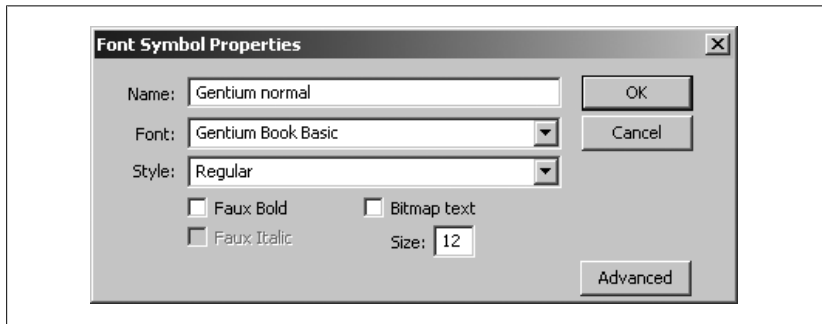 Font Symbol Properties
Name: Gentium normal OK
Font: Gentium Book Basic Cancel
Style: Regular
Faux Bold Bitmap text
Faux Italic Size: 12
Advanced